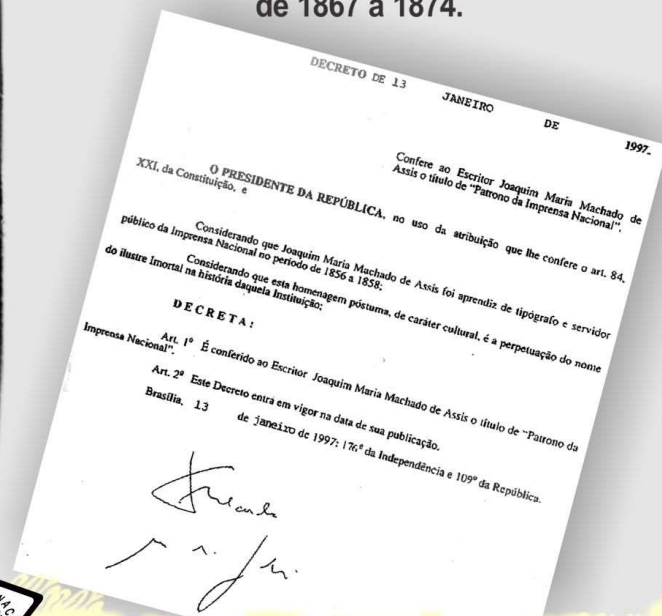 de 1867 a 1874.
DECRETO DE 13 JANEIRO DE 1997.
Confere ao Escritor Joaquim Maria Machado de
Assis o título de "Patrono da Imprensa Nacional".
O PRESIDENTE DA REPÚBLICA, no uso da atribuição que lhe confere o art. 84,
XXI, da Constituição, e
Considerando que Joaquim Maria Machado de Assis foi aprendiz de tipógrafo e servidor
público da Imprensa Nacional no período de 1856 a 1858;
Considerando que esta homenagem póstuma, de caráter cultural, é a perpetuação do nome
do ilustre Imortal na história daquela Instituição;
DECRETA:
Art. 1º É conferido ao Escritor Joaquim Maria Machado de Assis o título de "Patrono da
Imprensa Nacional".
Art. 2º Este Decreto entra em vigor na data de sua publicação.
Brasília, 13 de janeiro de 1997; 176º da Independência e 109º da República.